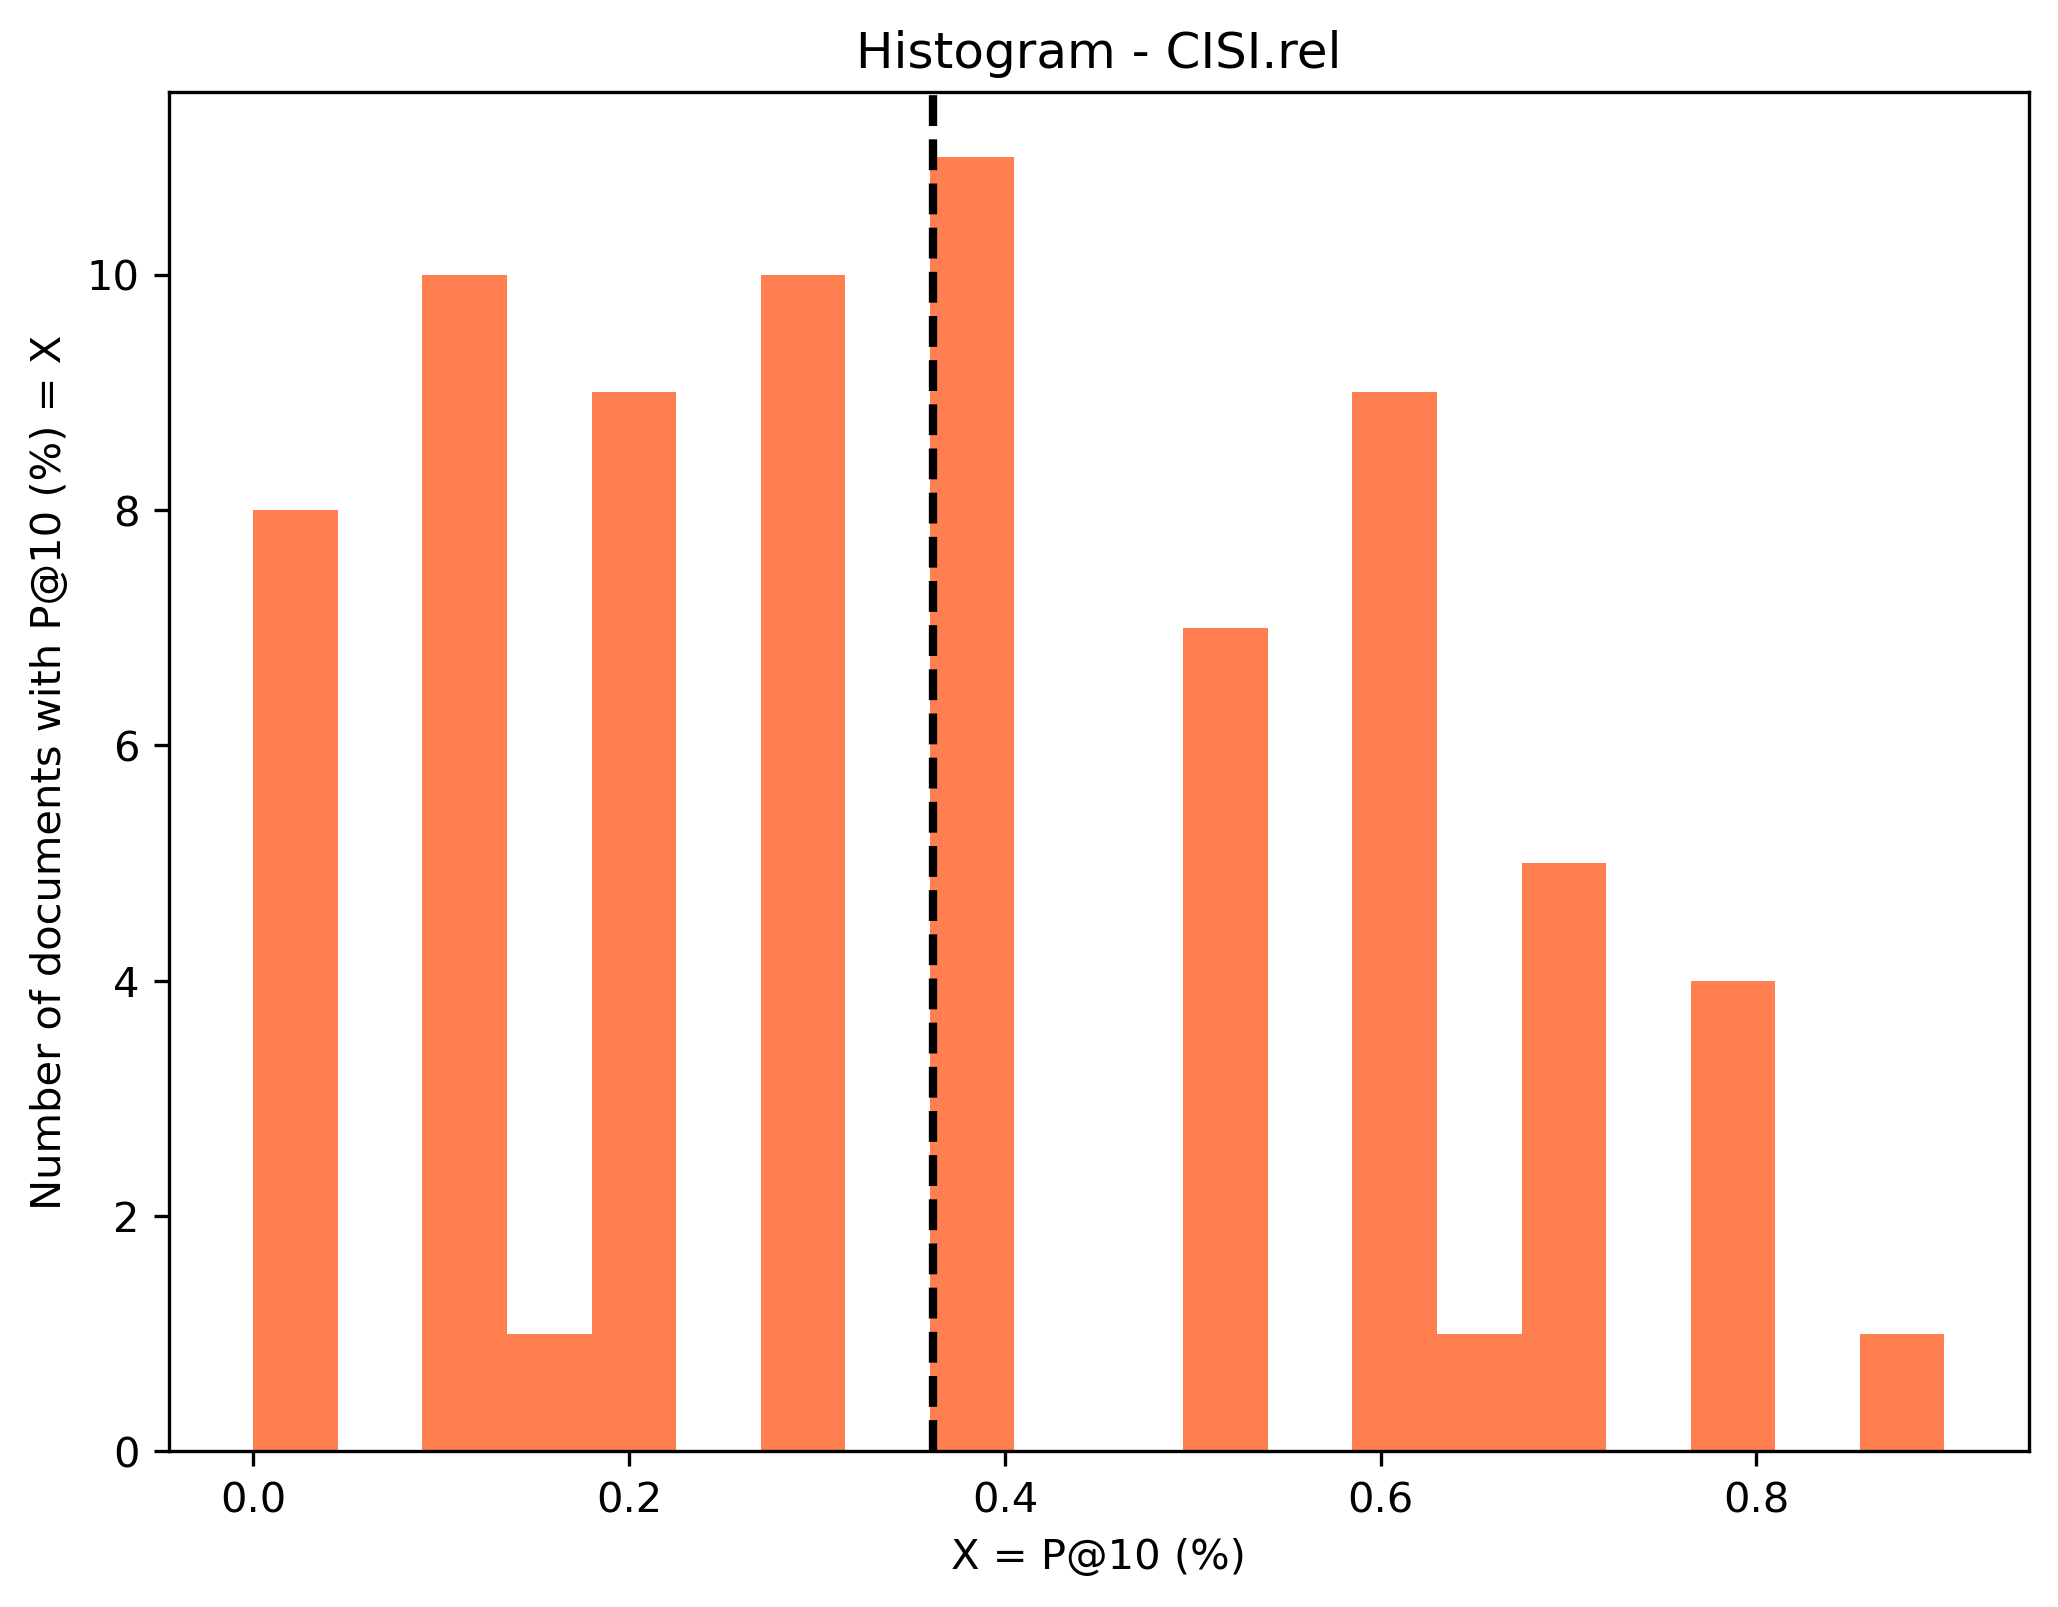 Histogram - CISI.rel
Number of documents with P@10 (%) = X
10
8
6
4
2
0
0.0 0.2 0.4 0.6 0.8
X = P@10 (%)